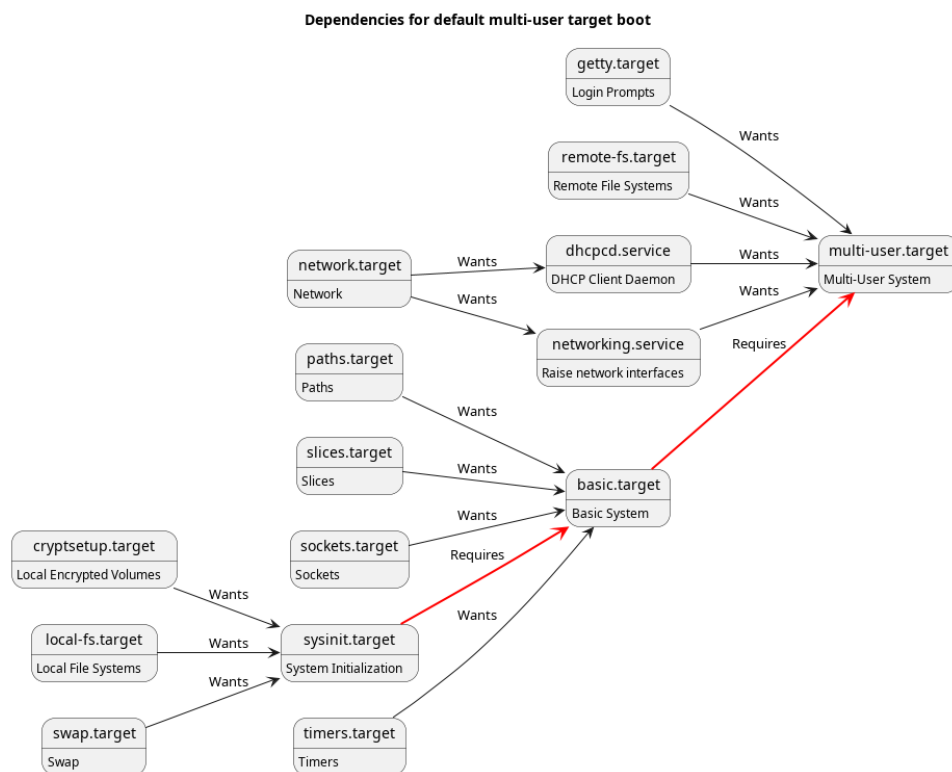 Dependencies for default multi-user target boot
getty.target
Login Prompts
Wants
remote-fs.target
Remote File Systems
Wants
network.target
Network
Wants
Wants
dhcpcd.service
DHCP Client Daemon
Wants
multi-user.target
Multi-User System
networking.service
Raise network interfaces
Wants
Requires
paths.target
Paths
Wants
slices.target
Slices
Wants
basic.target
Basic System
sockets.target
Sockets
Wants
Requires
cryptsetup.target
Local Encrypted Volumes
Wants
local-fs.target
Local File Systems
Wants
sysinit.target
System Initialization
Wants
swap.target
Swap
Wants
timers.target
Timers